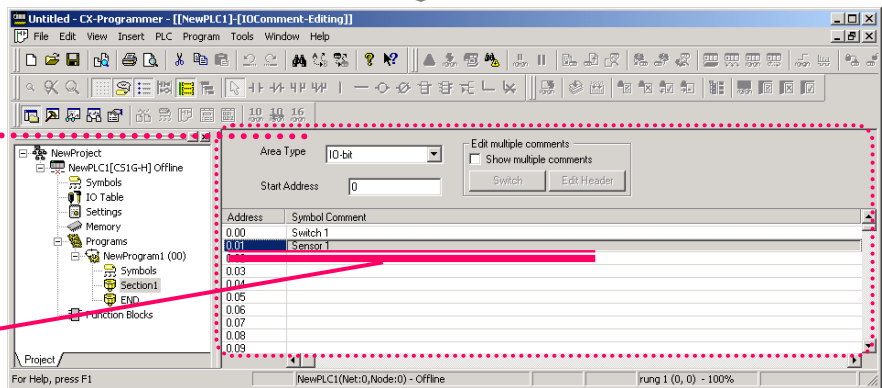 Untitled - CX-Programmer - [[NewPLC1]-[IOComment-Editing]]
File Edit View Insert PLC Program Tools Window Help
10 10 16
NewProject
NewPLC1[CS1G-H] Offline
Symbols
IO Table
Settings
Memory
Programs
NewProgram1 (00)
Symbols
Section1
END
Function Blocks
Project
Area Type IO-bit
Start Address 0
Edit multiple comments
Show multiple comments
Switch Edit Header
Address Symbol Comment
0.00 Switch 1
0.01 Sensor 1
0.03
0.04
0.05
0.06
0.07
0.08
0.09
For Help, press F1 NewPLC1(Net:0,Node:0) - Offline rung 1 (0, 0) - 100%